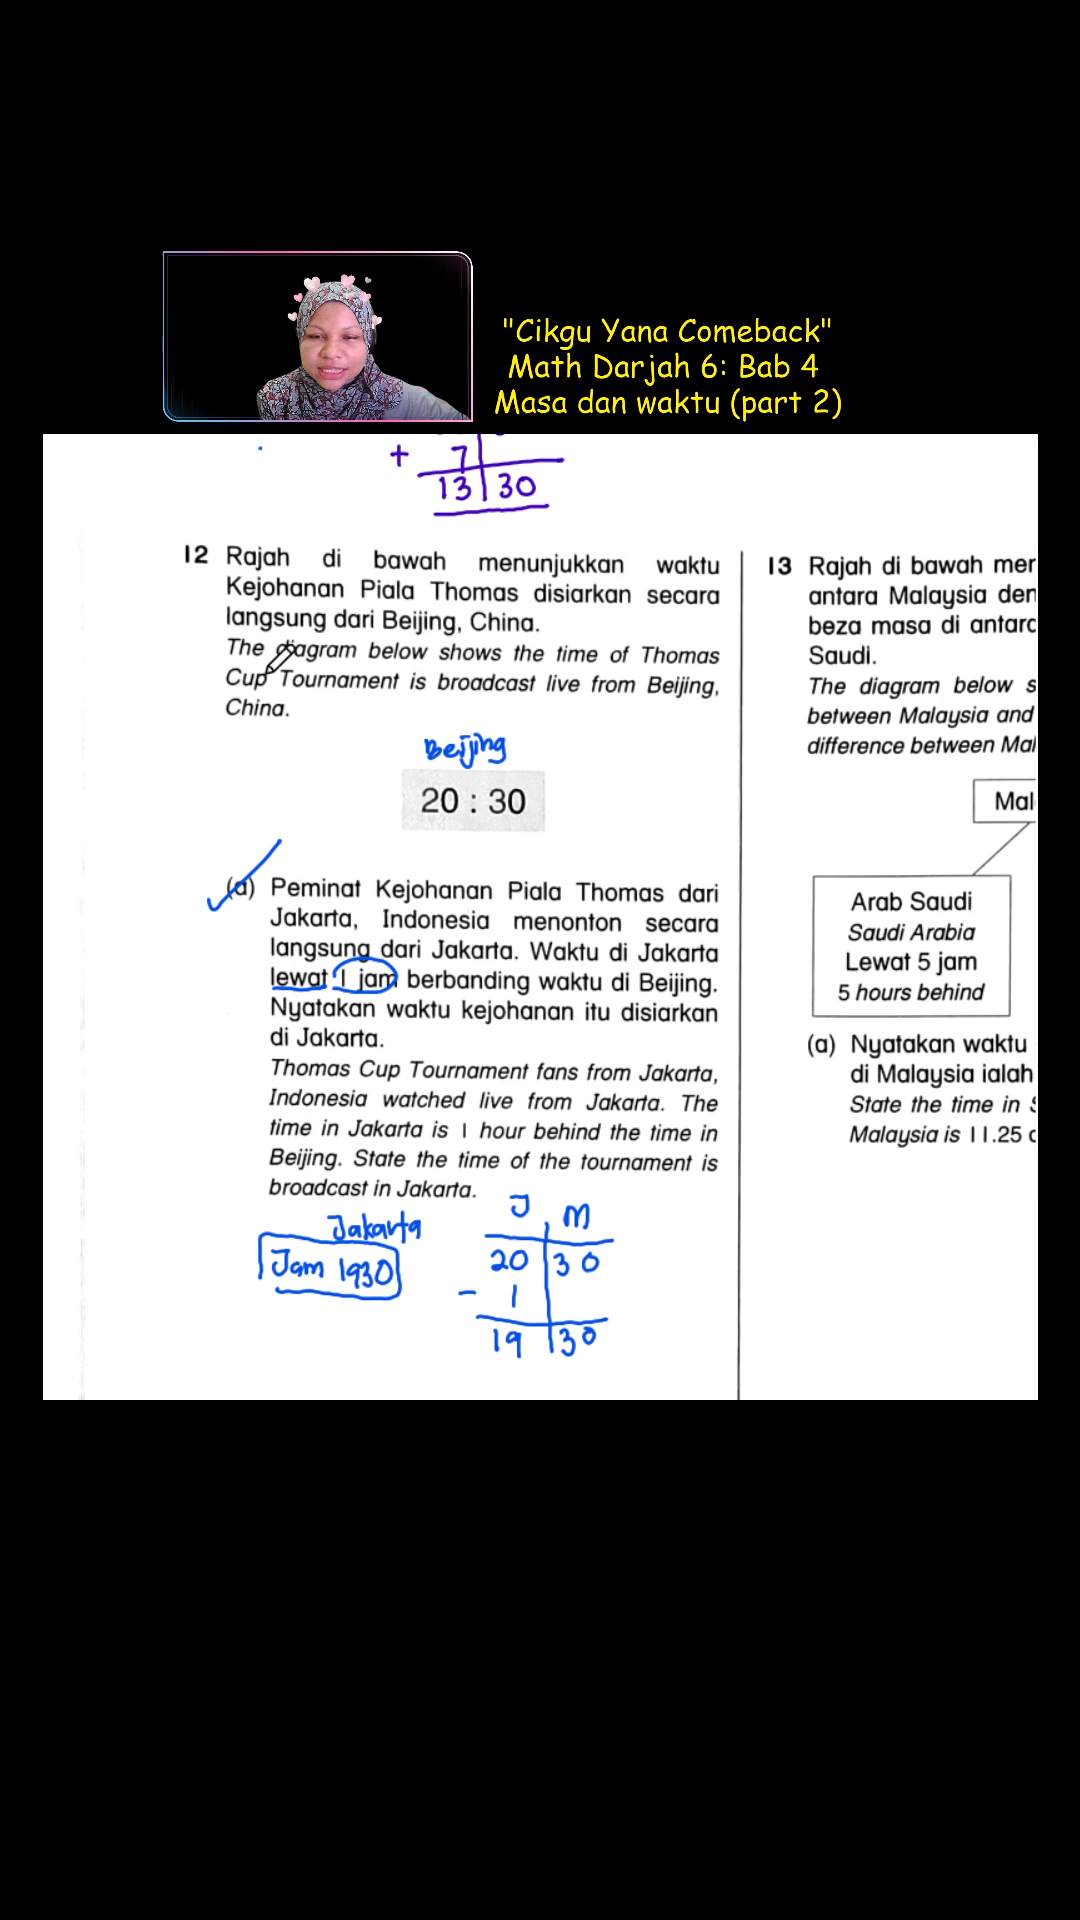 "Cikgu Yana Comeback"
Math Darjah 6: Bab 4
Masa dan waktu (part 2)
+ 7
13 30
12 Rajah di bawah menunjukkan waktu
Kejohanan Piala Thomas disiarkan secara
langsung dari Beijing, China.
The diagram below shows the time of Thomas
Cup Tournament is broadcast live from Beijing,
China.
Beijing
20 : 30
(a) Peminat Kejohanan Piala Thomas dari
Jakarta, Indonesia menonton secara
langsung dari Jakarta. Waktu di Jakarta
lewat 1 jam berbanding waktu di Beijing.
Nyatakan waktu kejohanan itu disiarkan
di Jakarta.
Thomas Cup Tournament fans from Jakarta,
Indonesia watched live from Jakarta. The
time in Jakarta is 1 hour behind the time in
Beijing. State the time of the tournament is
broadcast in Jakarta.
Jakarta
Jam 1930
J M
20 30
- 1
19 30
13 Rajah di bawah mer
antara Malaysia den
beza masa di antara
Saudi.
The diagram below s
between Malaysia and
difference between Mal
Mal
Arab Saudi
Saudi Arabia
Lewat 5 jam
5 hours behind
(a) Nyatakan waktu
di Malaysia ialah
State the time in S
Malaysia is 11.25